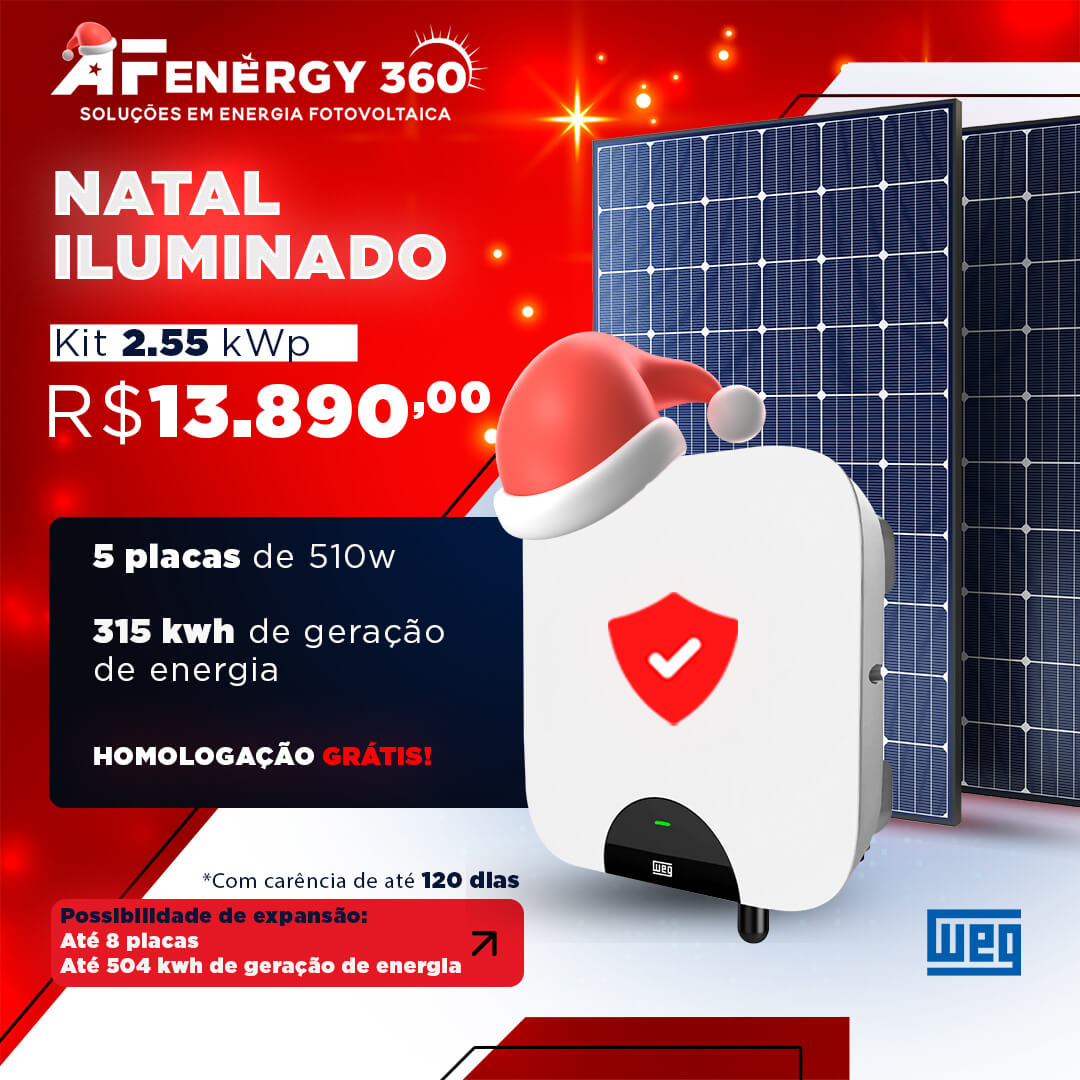 AFENERGY 360
SOLUÇÕES EM ENERGIA FOTOVOLTAICA
NATAL
ILUMINADO
Kit 2.55 kWp
R$13.890,00
5 placas de 510w
315 kwh de geração
de energia
HOMOLOGAÇÃO GRÁTIS!
*Com carência de até 120 dias
Possibilidade de expansão:
Até 8 placas
Até 504 kwh de geração de energia
weg
weg